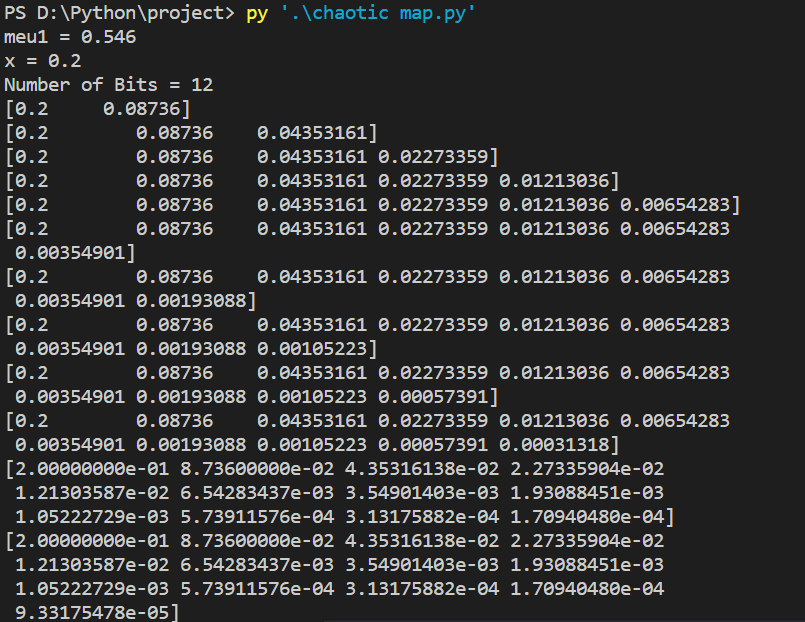 PS D:\Python\project> py '.\chaotic map.py'
meu1 = 0.546
x = 0.2
Number of Bits = 12
[0.2     0.08736]
[0.2        0.08736    0.04353161]
[0.2        0.08736    0.04353161 0.02273359]
[0.2        0.08736    0.04353161 0.02273359 0.01213036]
[0.2        0.08736    0.04353161 0.02273359 0.01213036 0.00654283]
[0.2        0.08736    0.04353161 0.02273359 0.01213036 0.00654283
 0.00354901]
[0.2        0.08736    0.04353161 0.02273359 0.01213036 0.00654283
 0.00354901 0.00193088]
[0.2        0.08736    0.04353161 0.02273359 0.01213036 0.00654283
 0.00354901 0.00193088 0.00105223]
[0.2        0.08736    0.04353161 0.02273359 0.01213036 0.00654283
 0.00354901 0.00193088 0.00105223 0.00057391]
[0.2        0.08736    0.04353161 0.02273359 0.01213036 0.00654283
 0.00354901 0.00193088 0.00105223 0.00057391 0.00031318]
[2.00000000e-01 8.73600000e-02 4.35316138e-02 2.27335904e-02
 1.21303587e-02 6.54283437e-03 3.54901403e-03 1.93088451e-03
 1.05222729e-03 5.73911576e-04 3.13175882e-04 1.70940480e-04]
[2.00000000e-01 8.73600000e-02 4.35316138e-02 2.27335904e-02
 1.21303587e-02 6.54283437e-03 3.54901403e-03 1.93088451e-03
 1.05222729e-03 5.73911576e-04 3.13175882e-04 1.70940480e-04
 9.33175478e-05]